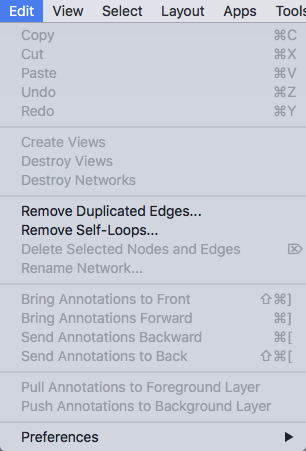 Edit View Select Layout Apps Tools
Copy ⌘C
Cut ⌘X
Paste ⌘V
Undo ⌘Z
Redo ⌘Y
Create Views
Destroy Views
Destroy Networks
Remove Duplicated Edges...
Remove Self-Loops...
Delete Selected Nodes and Edges ⌦
Rename Network...
Bring Annotations to Front ⇧⌘]
Bring Annotations Forward ⌘]
Send Annotations Backward ⌘[
Send Annotations to Back ⇧⌘[
Pull Annotations to Foreground Layer
Push Annotations to Background Layer
Preferences ▶